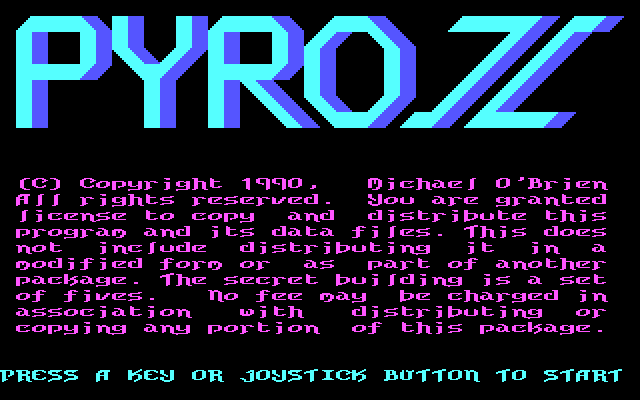 PYRO II
(C) Copyright 1990, Michael O'Brien
All rights reserved. You are granted
license to copy and distribute this
program and its data files. This does
not include distributing it in a
modified form or as part of another
package. The secret building is a set
of fives. No fee may be charged in
association with distributing or
copying any portion of this package.
PRESS A KEY OR JOYSTICK BUTTON TO START